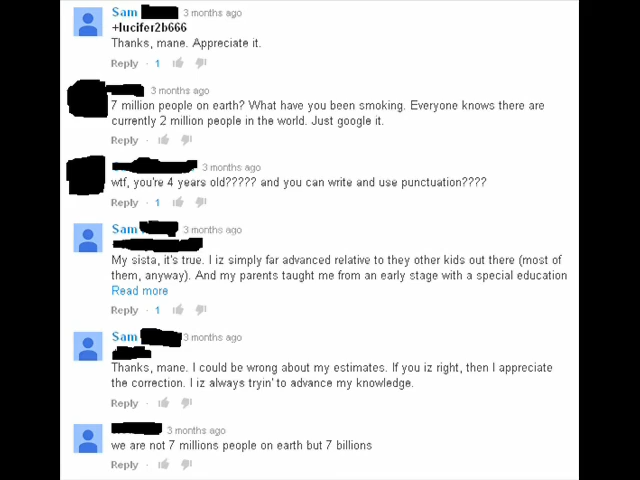 Sam 3 months ago
+lucifer2b666
Thanks, mane. Appreciate it.
Reply · 1
3 months ago
7 million people on earth? What have you been smoking. Everyone knows there are
currently 2 million people in the world. Just google it.
Reply ·
3 months ago
wtf, you're 4 years old????? and you can write and use punctuation????
Reply · 1
Sam 3 months ago
My sista, it's true. I iz simply far advanced relative to they other kids out there (most of
them, anyway). And my parents taught me from an early stage with a special education
Read more
Reply · 1
Sam 3 months ago
Thanks, mane. I could be wrong about my estimates. If you iz right, then I appreciate
the correction. I iz always tryin' to advance my knowledge.
Reply ·
3 months ago
we are not 7 millions people on earth but 7 billions
Reply ·